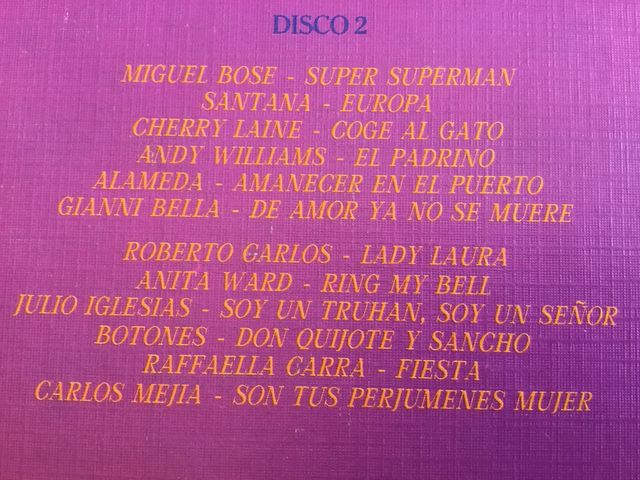 DISCO 2
MIGUEL BOSE - SUPER SUPERMAN
SANTANA - EUROPA
CHERRY LAINE - COGE AL GATO
ANDY WILLIAMS - EL PADRINO
ALAMEDA - AMANECER EN EL PUERTO
GIANNI BELLA - DE AMOR YA NO SE MUERE
ROBERTO GARLOS - LADY LAURA
ANITA WARD - RING MY BELL
JULIO IGLESIAS - SOY UN TRUHAN, SOY UN SEÑOR
BOTONES - DON QUIJOTE Y SANCHO
RAFFAELLA CARRA - FIESTA
CARLOS MEJIA - SON TUS PERJUMENES MUJER